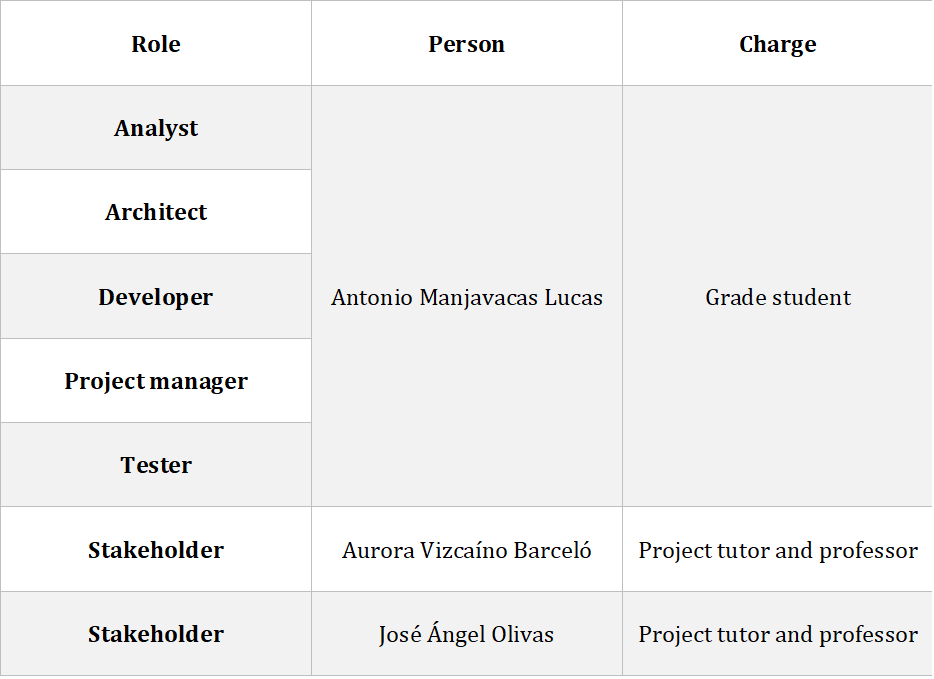 Role Person Charge
Analyst
Architect
Developer Antonio Manjavacas Lucas Grade student
Project manager
Tester
Stakeholder Aurora Vizcaíno Barceló Project tutor and professor
Stakeholder José Ángel Olivas Project tutor and professor